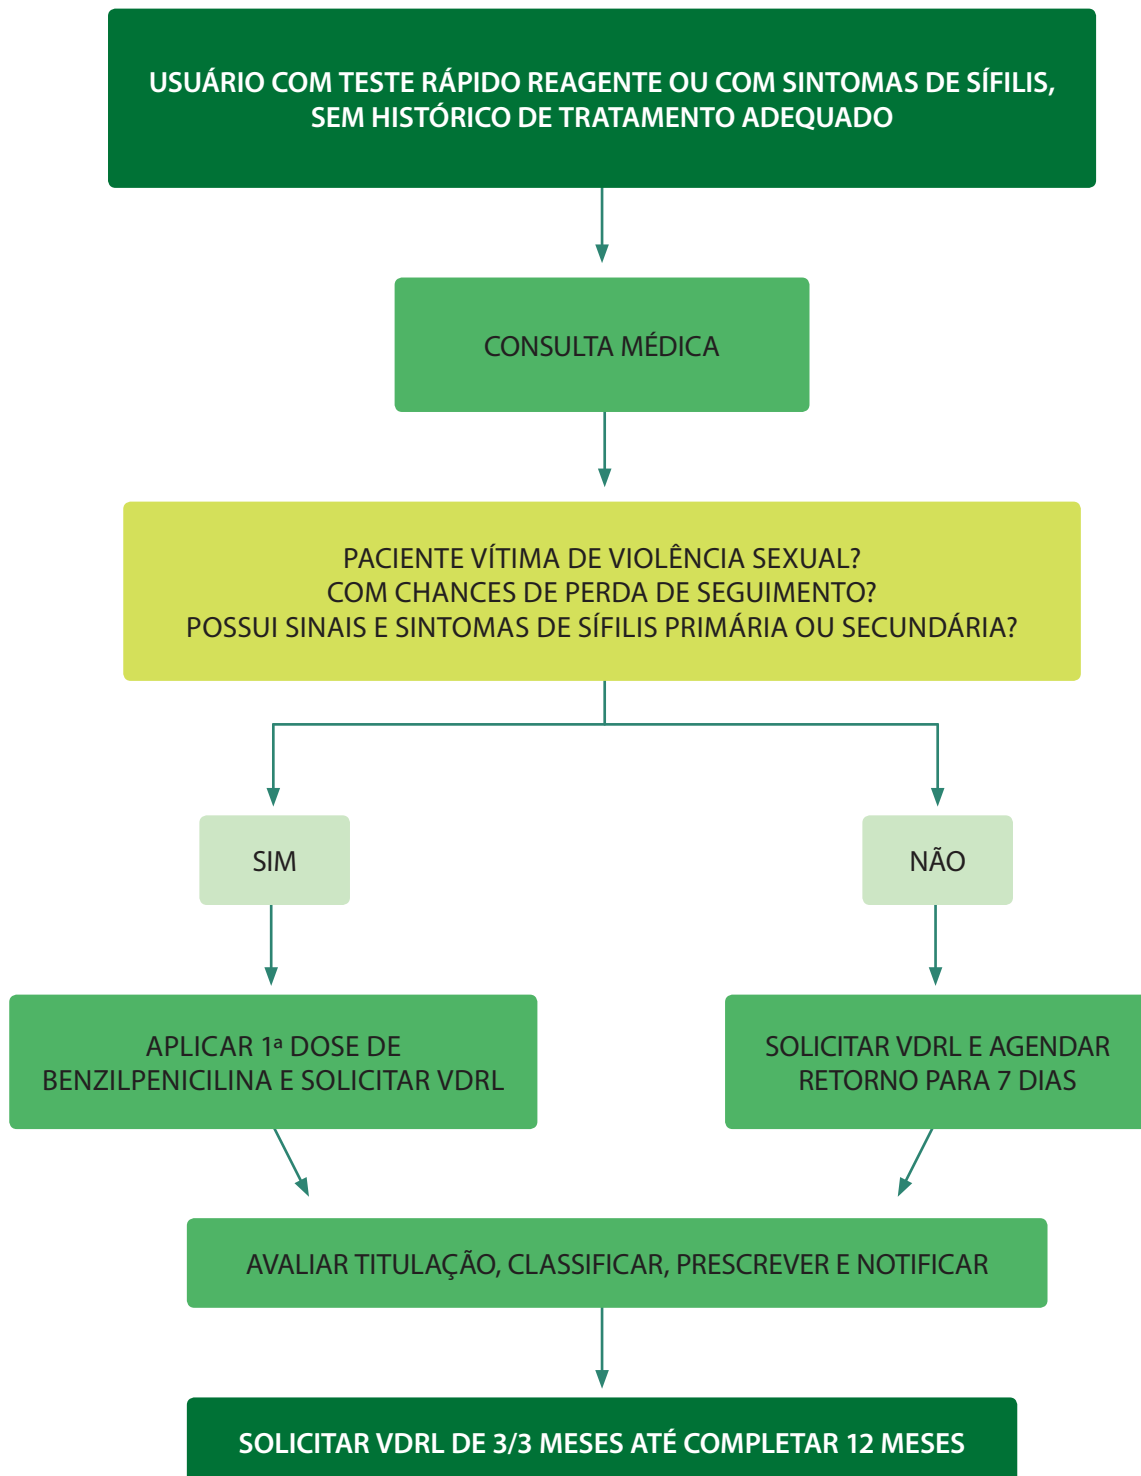 USUÁRIO COM TESTE RÁPIDO REAGENTE OU COM SINTOMAS DE SÍFILIS,
SEM HISTÓRICO DE TRATAMENTO ADEQUADO
CONSULTA MÉDICA
PACIENTE VÍTIMA DE VIOLÊNCIA SEXUAL?
COM CHANCES DE PERDA DE SEGUIMENTO?
POSSUI SINAIS E SINTOMAS DE SÍFILIS PRIMÁRIA OU SECUNDÁRIA?
SIM
NÃO
APLICAR 1ª DOSE DE
BENZILPENICILINA E SOLICITAR VDRL
SOLICITAR VDRL E AGENDAR
RETORNO PARA 7 DIAS
AVALIAR TITULAÇÃO, CLASSIFICAR, PRESCREVER E NOTIFICAR
SOLICITAR VDRL DE 3/3 MESES ATÉ COMPLETAR 12 MESES